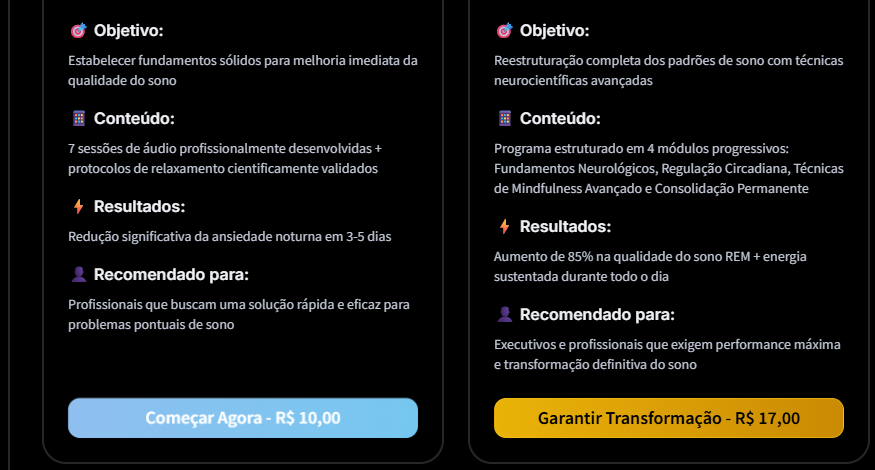 Objetivo:
Estabelecer fundamentos sólidos para melhoria imediata da
qualidade do sono
Conteúdo:
7 sessões de áudio profissionalmente desenvolvidas +
protocolos de relaxamento cientificamente validados
Resultados:
Redução significativa da ansiedade noturna em 3-5 dias
Recomendado para:
Profissionais que buscam uma solução rápida e eficaz para
problemas pontuais de sono
Começar Agora - R$ 10,00
Objetivo:
Reestruturação completa dos padrões de sono com técnicas
neurocientíficas avançadas
Conteúdo:
Programa estruturado em 4 módulos progressivos:
Fundamentos Neurológicos, Regulação Circadiana, Técnicas
de Mindfulness Avançado e Consolidação Permanente
Resultados:
Aumento de 85% na qualidade do sono REM + energia
sustentada durante todo o dia
Recomendado para:
Executivos e profissionais que exigem performance máxima
e transformação definitiva do sono
Garantir Transformação - R$ 17,00